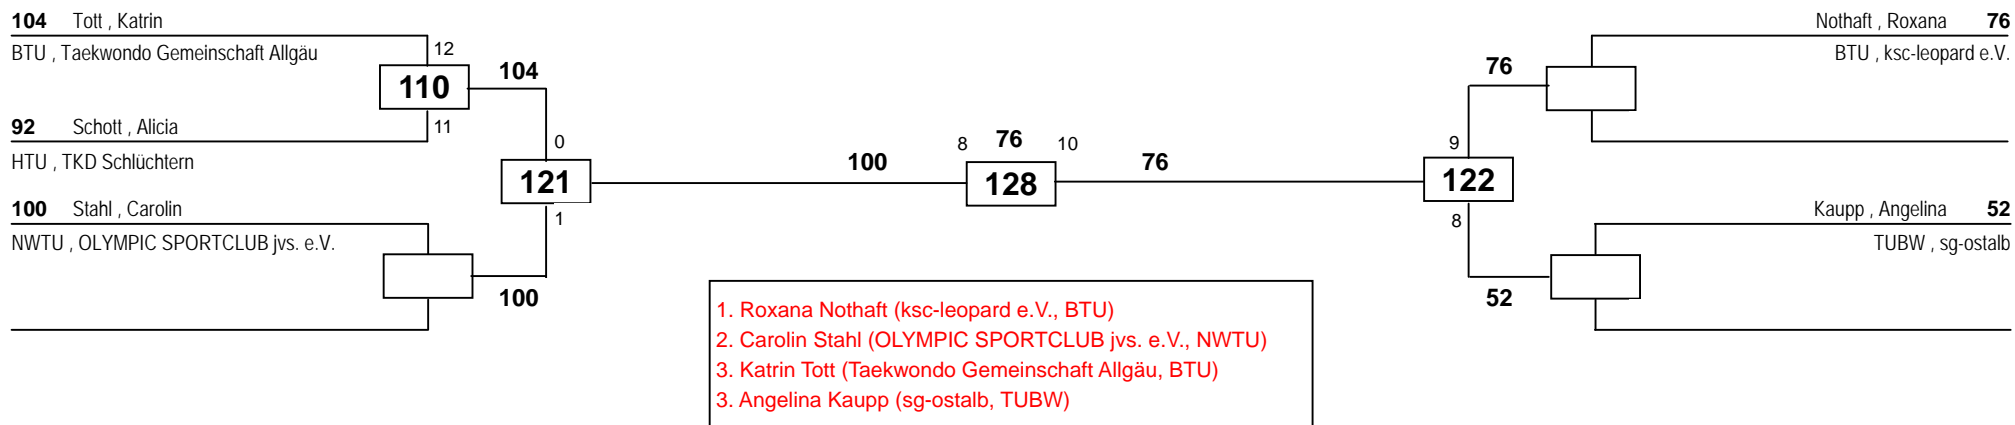 104 Tott , Katrin
BTU , Taekwondo Gemeinschaft Allgäu
12
110
104
92 Schott , Alicia
11
HTU , TKD Schlüchtern
0
121
100 Stahl , Carolin
1
NWTU , OLYMPIC SPORTCLUB jvs. e.V.
100
100
8 76 10
128
76
Nothaft , Roxana 76
BTU , ksc-leopard e.V.
76
9
122
8
Kaupp , Angelina 52
TUBW , sg-ostalb
52
1. Roxana Nothaft (ksc-leopard e.V., BTU)
2. Carolin Stahl (OLYMPIC SPORTCLUB jvs. e.V., NWTU)
3. Katrin Tott (Taekwondo Gemeinschaft Allgäu, BTU)
3. Angelina Kaupp (sg-ostalb, TUBW)